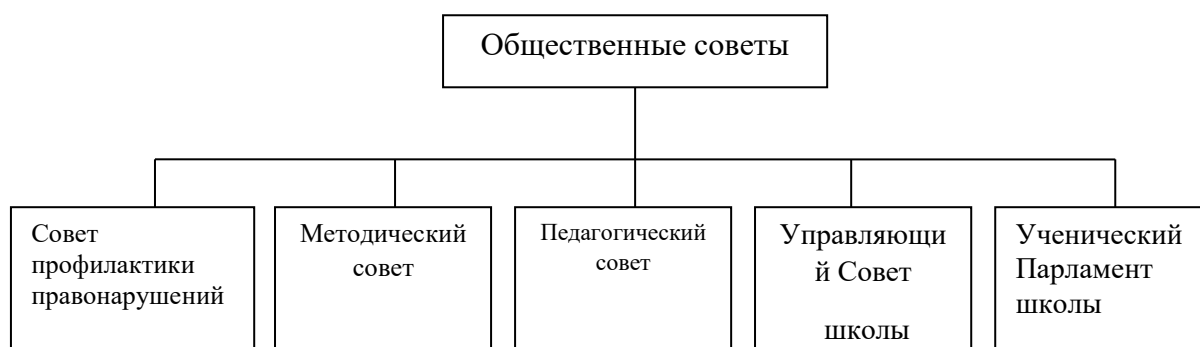 Общественные советы
Совет
профилактики
правонарушений
Методический
совет
Педагогический
совет
Управляющи
й Совет
школы
Ученический
Парламент
школы